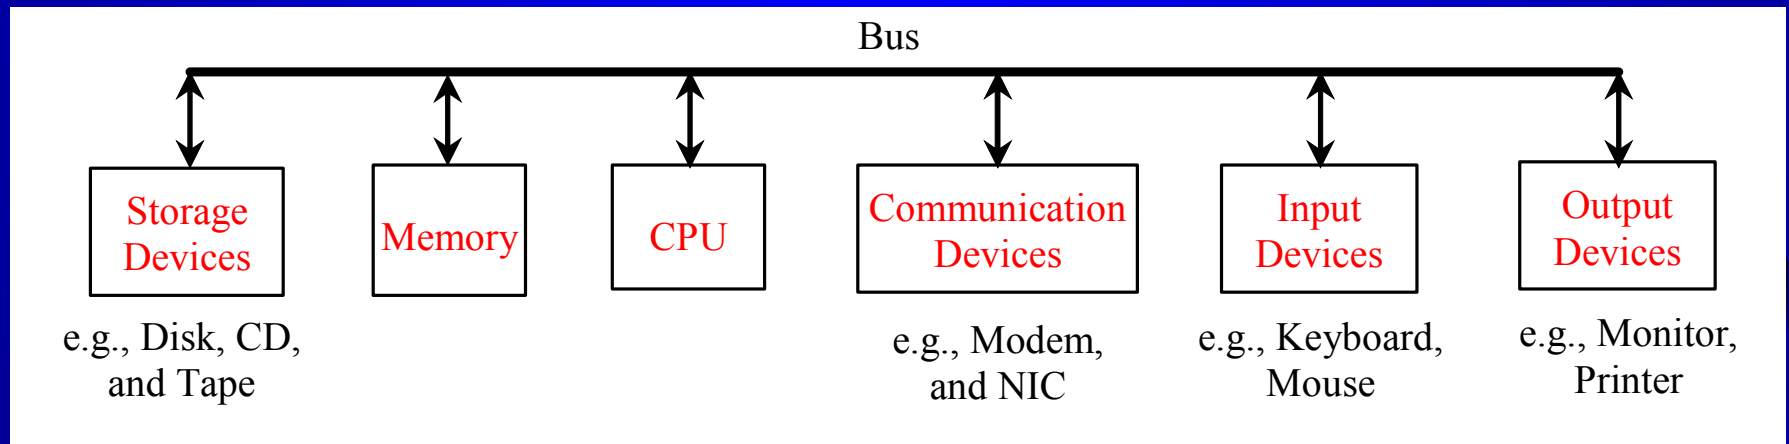 Bus
Storage
Devices
Memory
CPU
Communication
Devices
Input
Devices
Output
Devices
e.g., Disk, CD,
and Tape
e.g., Modem,
and NIC
e.g., Keyboard,
Mouse
e.g., Monitor,
Printer